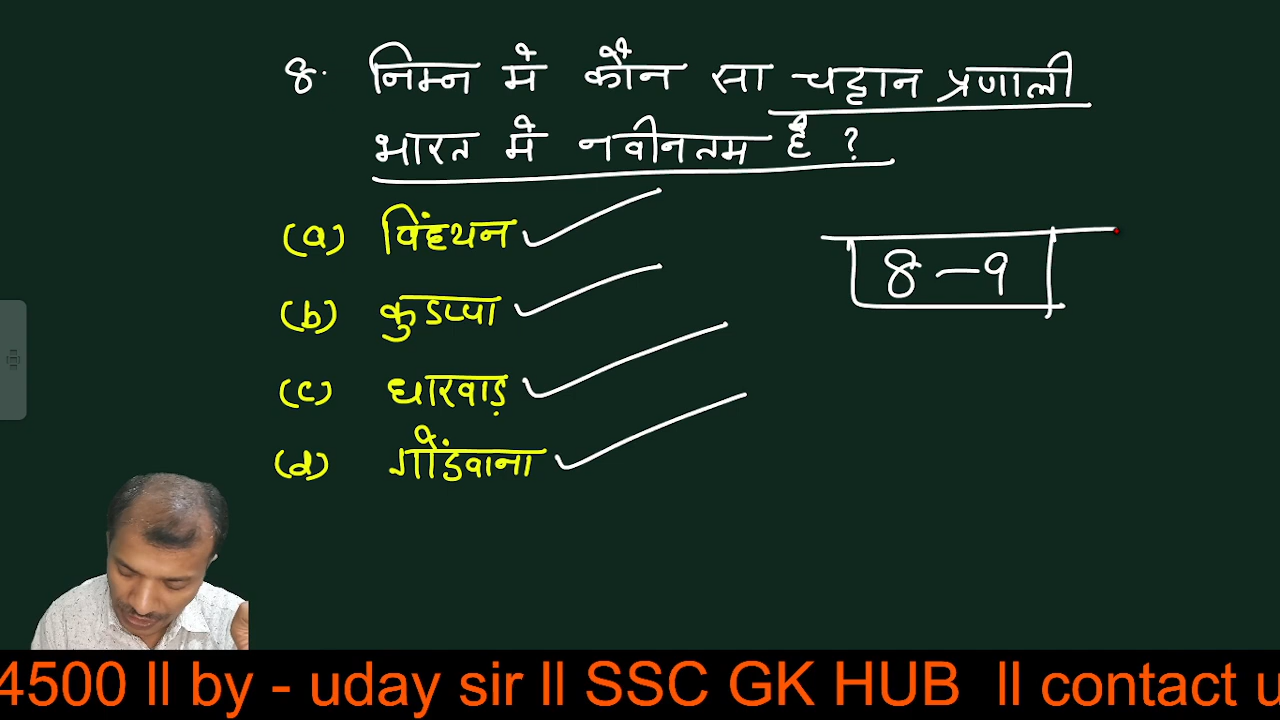 8. निम्न में कौन सा चट्टान प्रणाली
भारत में नवीनतम है ?
(a) विंध्यन
8 – 9
(b) कुडप्पा
(c) धारवाड़
(d) गोंडवाना
4500 ll by - uday sir ll SSC GK HUB ll contact u